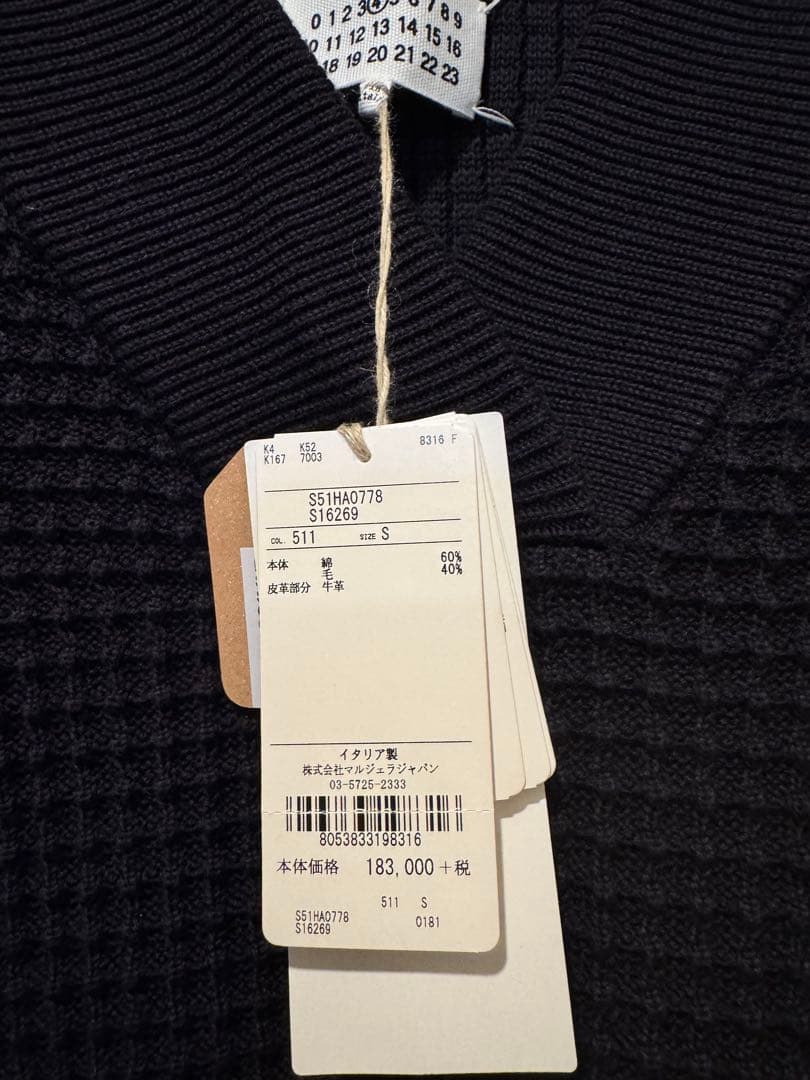 0 1 2 3 4 5 6 7 8 9
11 12 13 14 15 16
18 19 20 21 22 23
K4 K52 8316 F
K167 7003
S51HA0778
S16269
COL. 511 SIZE S
本体 綿 60%
毛 40%
皮革部分 牛革
イタリア製
株式会社マルジェラジャパン
03-5725-2333
8053833198316
本体価格 183,000+税
511 S
S51HA0778
S16269 0181